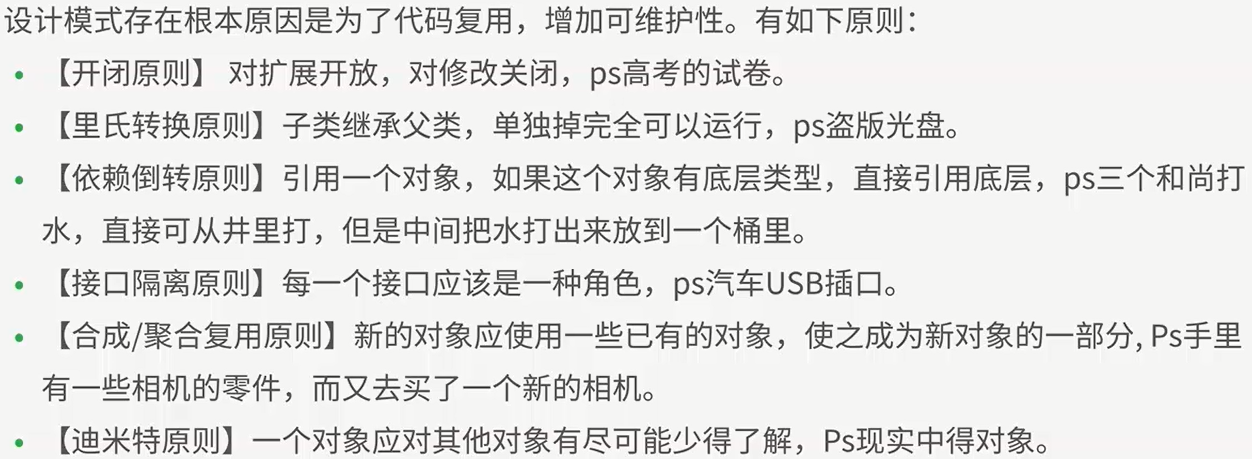 设计模式存在根本原因是为了代码复用，增加可维护性。有如下原则：
• 【开闭原则】 对扩展开放，对修改关闭，ps高考的试卷。
• 【里氏转换原则】子类继承父类，单独掉完全可以运行，ps盗版光盘。
• 【依赖倒转原则】引用一个对象，如果这个对象有底层类型，直接引用底层，ps三个和尚打
水，直接可从井里打，但是中间把水打出来放到一个桶里。
• 【接口隔离原则】每一个接口应该是一种角色，ps汽车USB插口。
• 【合成/聚合复用原则】新的对象应使用一些已有的对象，使之成为新对象的一部分, Ps手里
有一些相机的零件，而又去买了一个新的相机。
• 【迪米特原则】一个对象应对其他对象有尽可能少得了解，Ps现实中得对象。